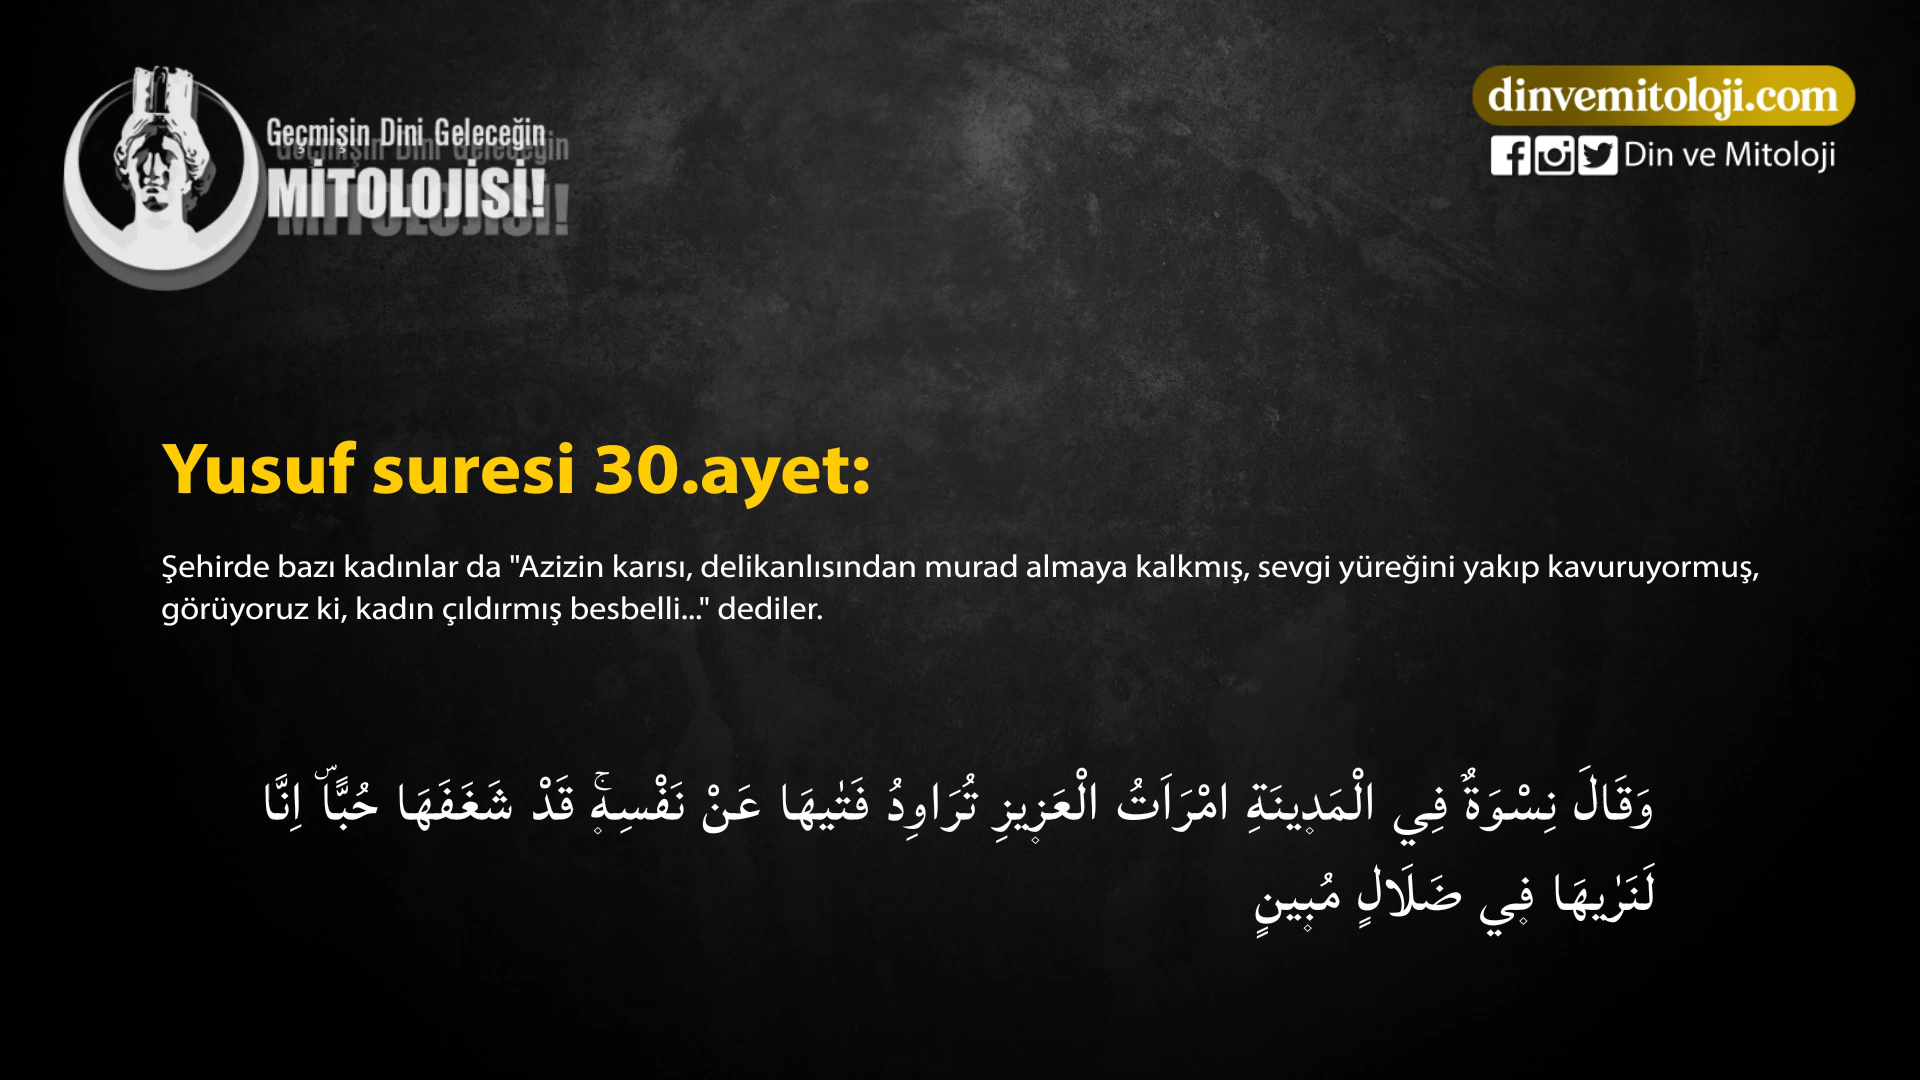 Geçmişin Dini Geleceğin
MİTOLOJİSİ!
dinvemitoloji.com
Din ve Mitoloji
Yusuf suresi 30.ayet:
Şehirde bazı kadınlar da "Azizin karısı, delikanlısından murad almaya kalkmış, sevgi yüreğini yakıp kavuruyormuş,
görüyoruz ki, kadın çıldırmış besbelli..." dediler.
وَقَالَ نِسْوَةٌ فِي الْمَد۪ينَةِ امْرَاَتُ الْعَز۪يزِ تُرَاوِدُ فَتٰيهَا عَنْ نَفْسِه۪ۚ قَدْ شَغَفَهَا حُبًّاۜ اِنَّا
لَنَرٰيهَا ف۪ي ضَلَالٍ مُب۪ينٍ